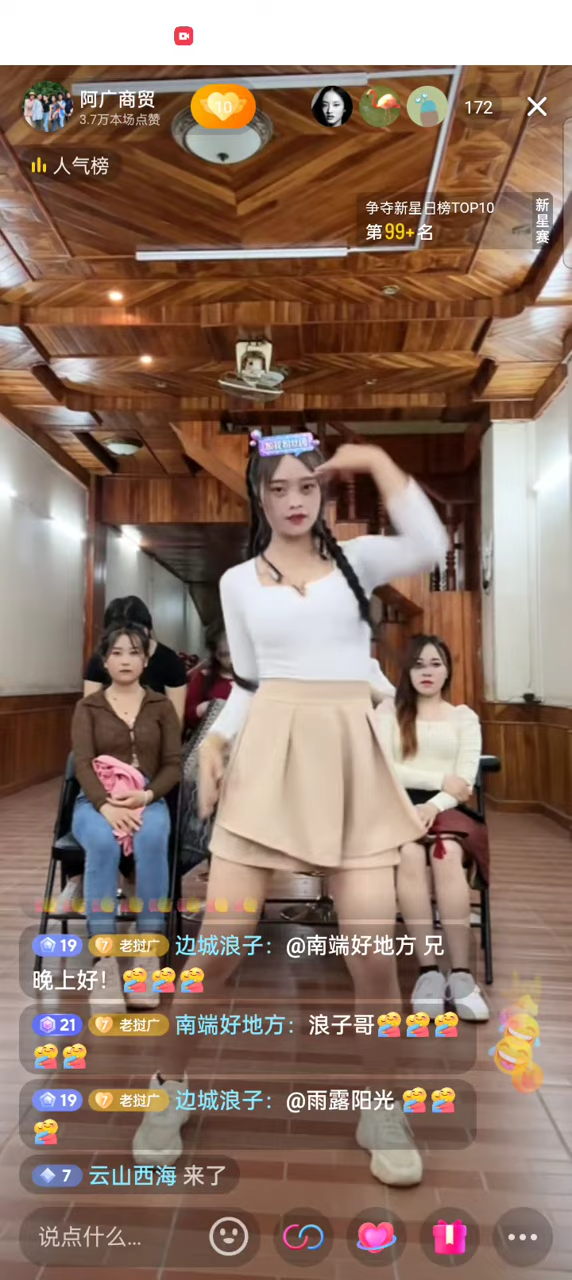 阿广商贸
3.7万本场点赞
10
172
人气榜
争夺新星日榜TOP10
第99+名
新星赛
19 7 老挝广 边城浪子：@南端好地方 兄
晚上好！
21 7 老挝广 南端好地方：浪子哥
19 7 老挝广 边城浪子：@雨露阳光
7 云山西海 来了
说点什么...